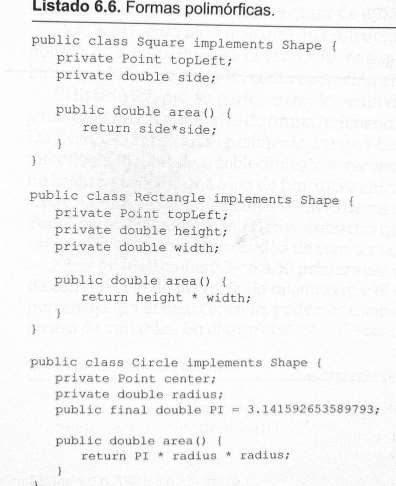 Listado 6.6. Formas polimórficas.
public class Square implements Shape {
private Point topLeft;
private double side;
public double area() {
return side*side;
}
}
public class Rectangle implements Shape {
private Point topLeft;
private double height;
private double width;
public double area() {
return height * width;
}
}
public class Circle implements Shape {
private Point center;
private double radius;
public final double PI = 3.141592653589793;
public double area() {
return PI * radius * radius;
}
}